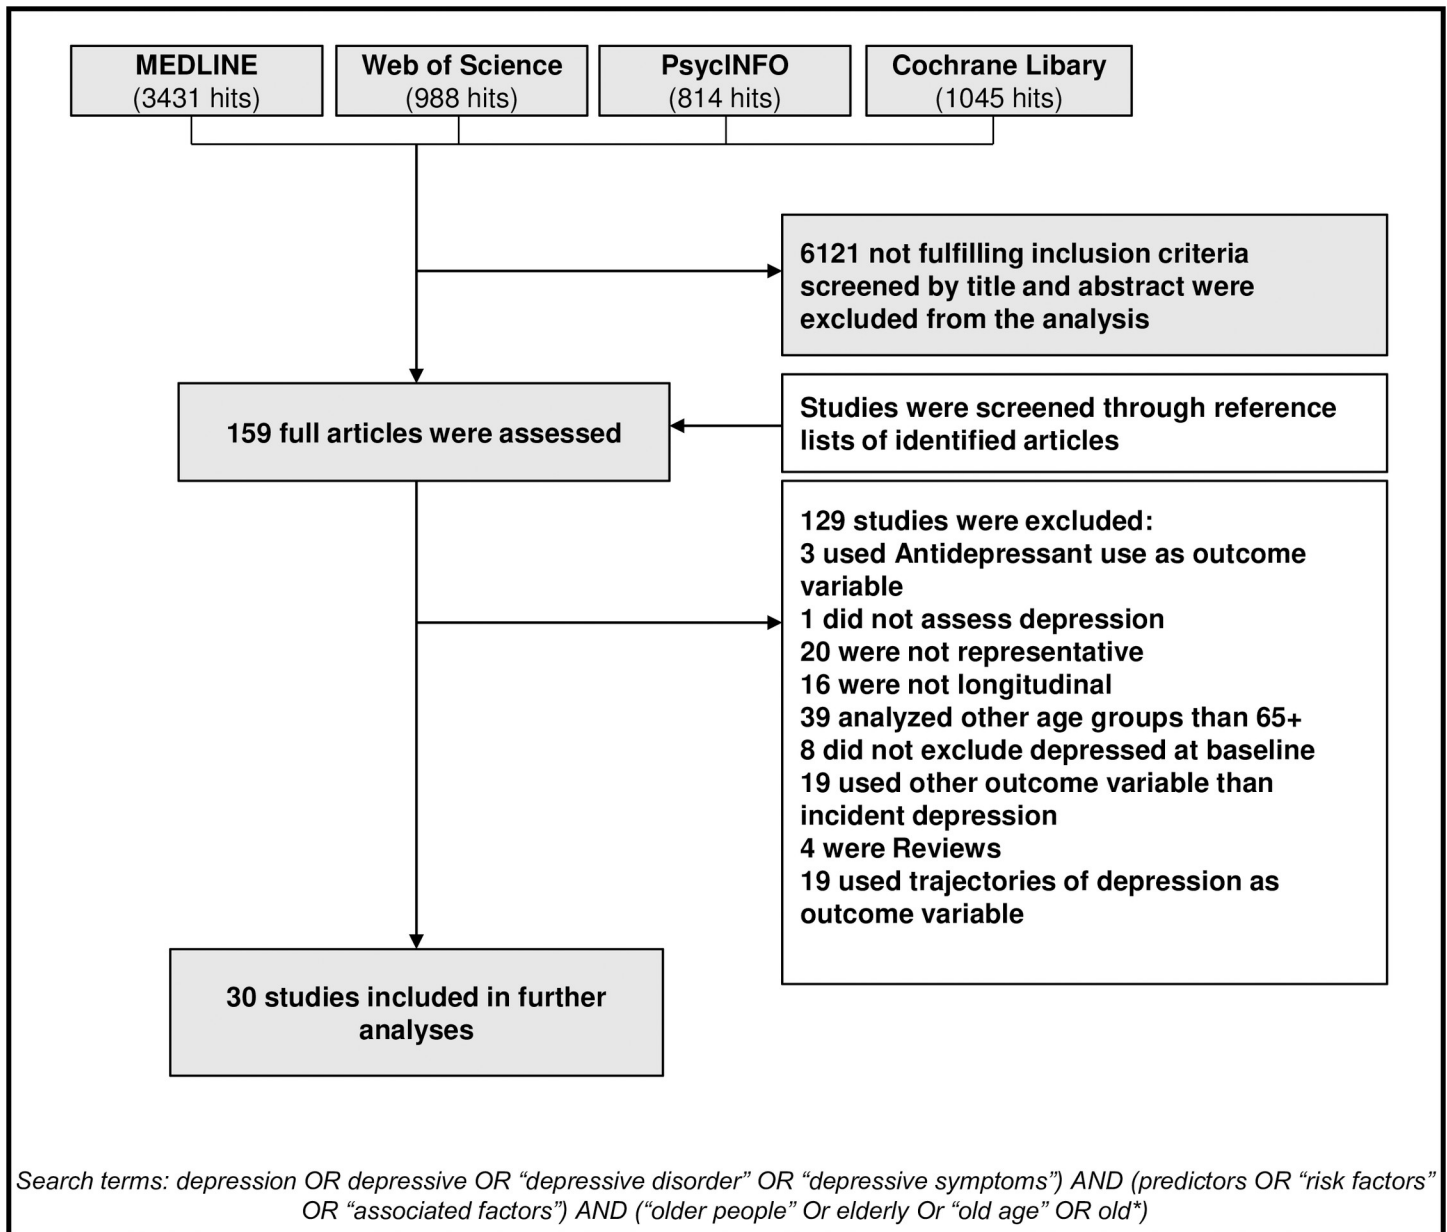 MEDLINE
(3431 hits)
Web of Science
(988 hits)
PsycINFO
(814 hits)
Cochrane Libary
(1045 hits)
6121 not fulfilling inclusion criteria
screened by title and abstract were
excluded from the analysis
159 full articles were assessed
Studies were screened through reference
lists of identified articles
129 studies were excluded:
3 used Antidepressant use as outcome
variable
1 did not assess depression
20 were not representative
16 were not longitudinal
39 analyzed other age groups than 65+
8 did not exclude depressed at baseline
19 used other outcome variable than
incident depression
4 were Reviews
19 used trajectories of depression as
outcome variable
30 studies included in further
analyses
Search terms: depression OR depressive OR “depressive disorder” OR “depressive symptoms”) AND (predictors OR “risk factors”
OR “associated factors”) AND (“older people” Or elderly Or “old age” OR old*)